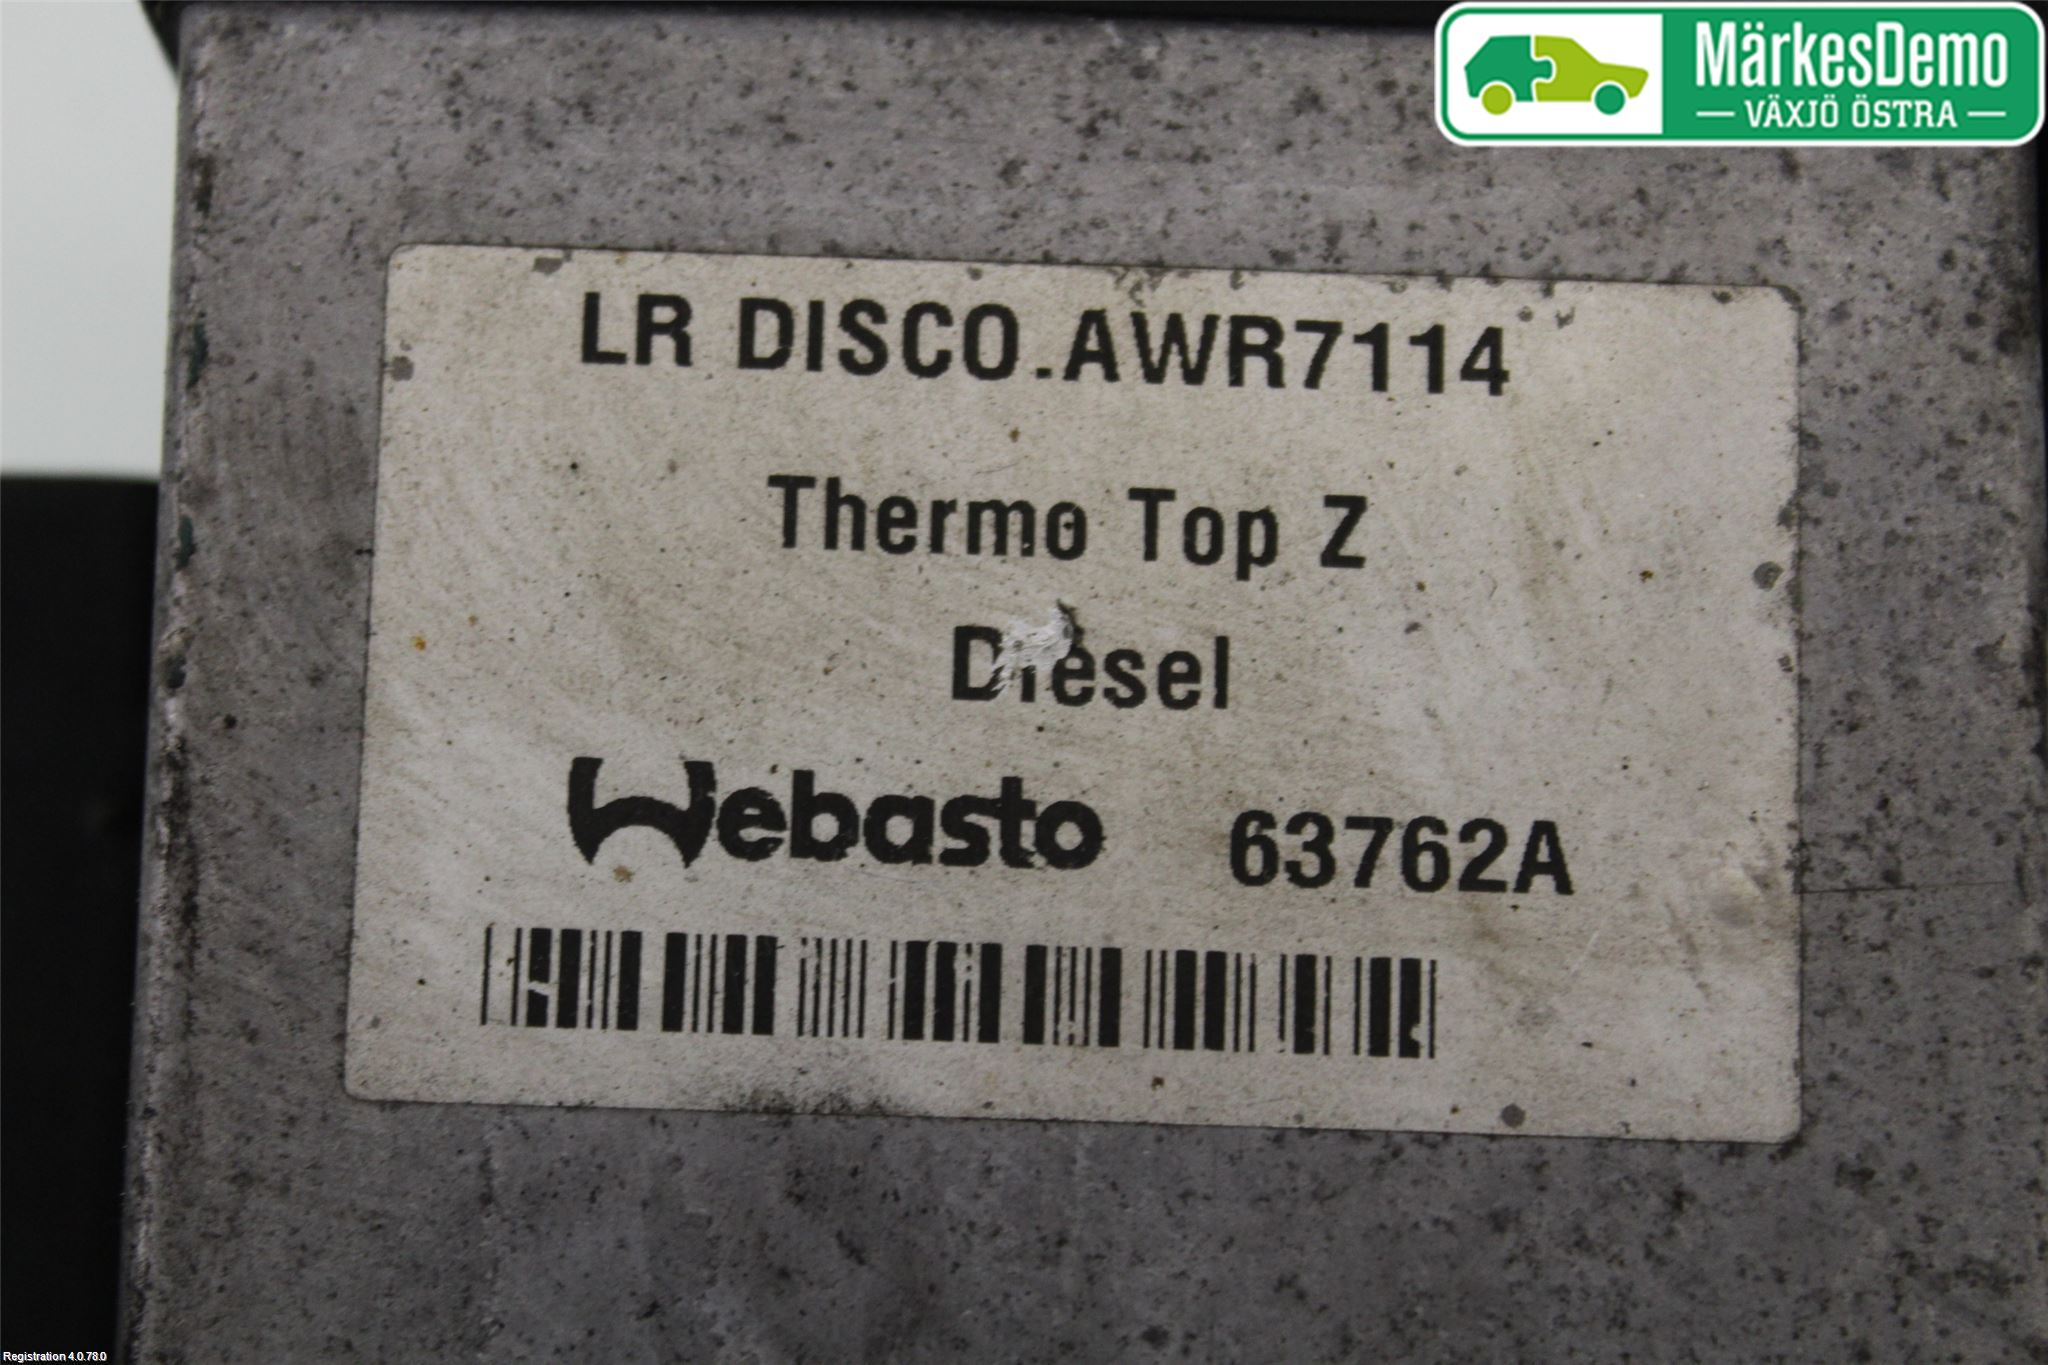 MärkesDemo
VÄXJÖ ÖSTRA
LR DISCO.AWR7114
Thermo Top Z
Diesel
Webasto 63762A
Registration 4.0.78.0